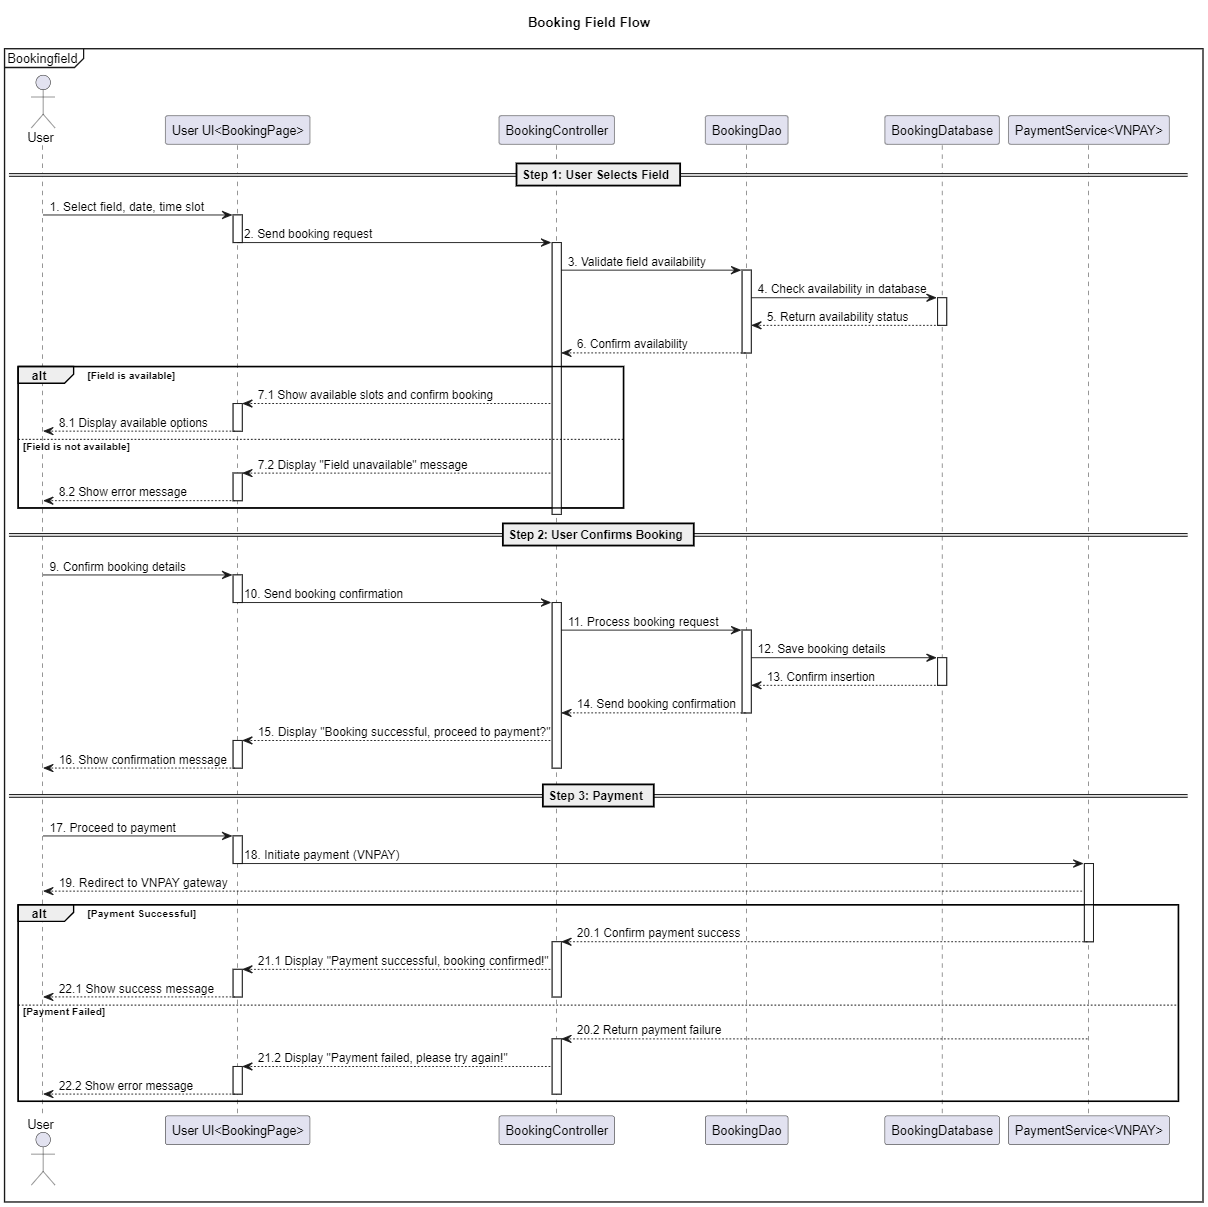 Booking Field Flow
Bookingfield
User
User UI<BookingPage>
BookingController
BookingDao
BookingDatabase
PaymentService<VNPAY>
Step 1: User Selects Field
1. Select field, date, time slot
2. Send booking request
3. Validate field availability
4. Check availability in database
5. Return availability status
6. Confirm availability
alt
[Field is available]
7.1 Show available slots and confirm booking
8.1 Display available options
[Field is not available]
7.2 Display "Field unavailable" message
8.2 Show error message
Step 2: User Confirms Booking
9. Confirm booking details
10. Send booking confirmation
11. Process booking request
12. Save booking details
13. Confirm insertion
14. Send booking confirmation
15. Display "Booking successful, proceed to payment?"
16. Show confirmation message
Step 3: Payment
17. Proceed to payment
18. Initiate payment (VNPAY)
19. Redirect to VNPAY gateway
alt
[Payment Successful]
20.1 Confirm payment success
21.1 Display "Payment successful, booking confirmed!"
22.1 Show success message
[Payment Failed]
20.2 Return payment failure
21.2 Display "Payment failed, please try again!"
22.2 Show error message
User
User UI<BookingPage>
BookingController
BookingDao
BookingDatabase
PaymentService<VNPAY>